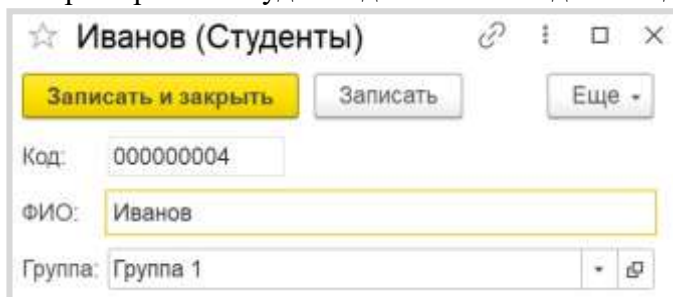 Иванов (Студенты)
Записать и закрыть Записать Еще
Код: 000000004
ФИО: Иванов
Группа: Группа 1